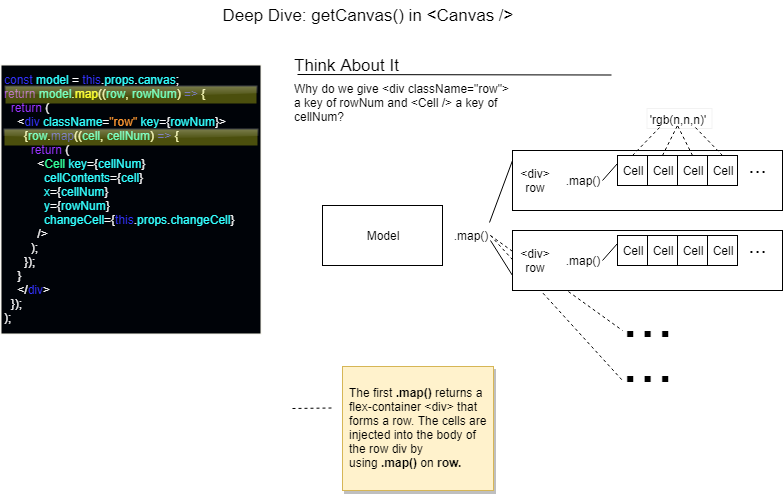 Deep Dive: getCanvas() in <Canvas />
const model = this.props.canvas;
return model.map((row, rowNum) => {
return (
<div className="row" key={rowNum}>
{row.map((cell, cellNum) => {
return (
<Cell key={cellNum}
cellContents={cell}
x={cellNum}
y={rowNum}
changeCell={this.props.changeCell}
/>
);
});
}
</div>
});
);
Think About It
Why do we give <div className="row">
a key of rowNum and <Cell /> a key of
cellNum?
'rgb(n,n,n)'
<div>
row
.map()
Cell Cell Cell Cell ...
Model
.map()
<div>
row
.map()
Cell Cell Cell Cell ...
...
...
The first .map() returns a
flex-container <div> that
forms a row. The cells are
injected into the body of
the row div by
using .map() on row.